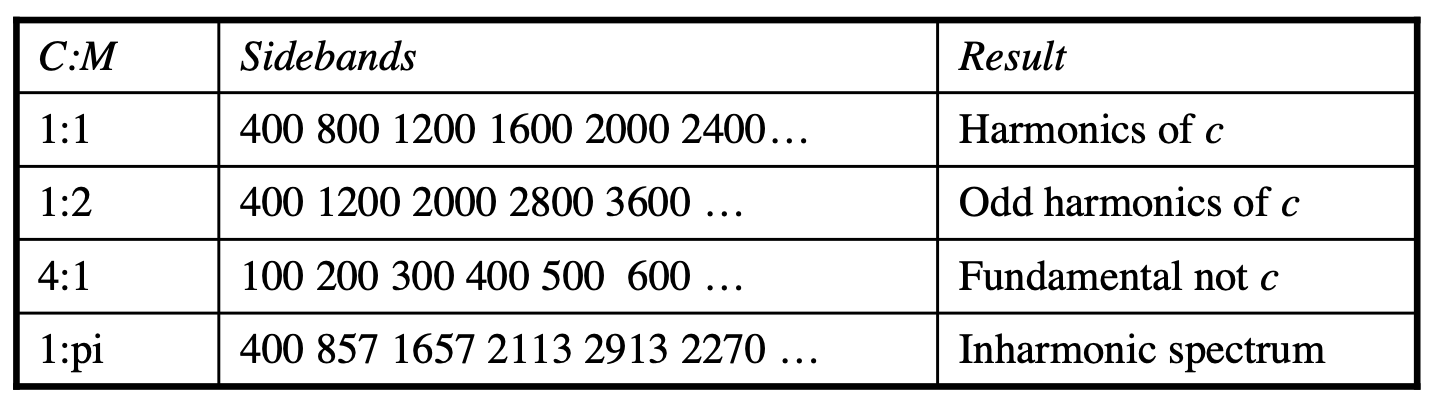 C:M Sidebands Result
1:1 400 800 1200 1600 2000 2400… Harmonics of c
1:2 400 1200 2000 2800 3600 … Odd harmonics of c
4:1 100 200 300 400 500  600 … Fundamental not c
1:pi 400 857 1657 2113 2913 2270 … Inharmonic spectrum